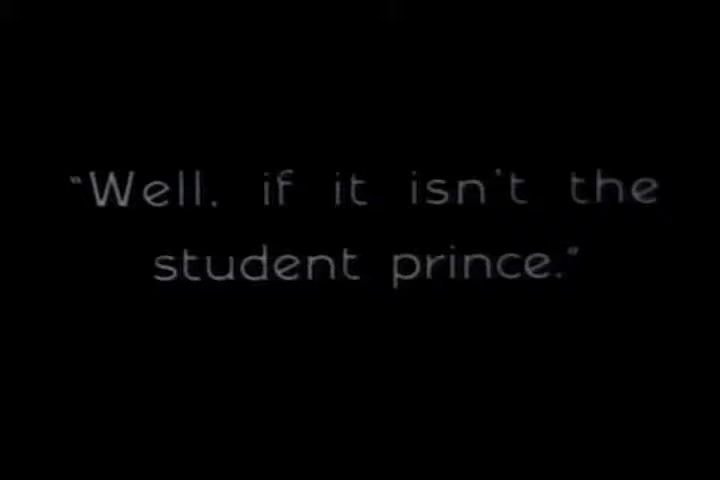 "Well, if it isn't the
student prince."